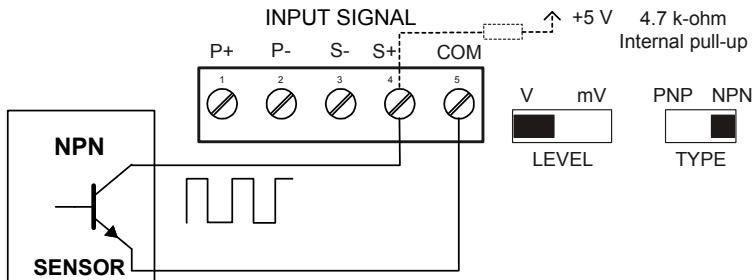 INPUT SIGNAL
+5 V
4.7 k-ohm
Internal pull-up
P+ P- S- S+ COM
1 2 3 4 5
V mV
LEVEL
PNP NPN
TYPE
NPN
SENSOR